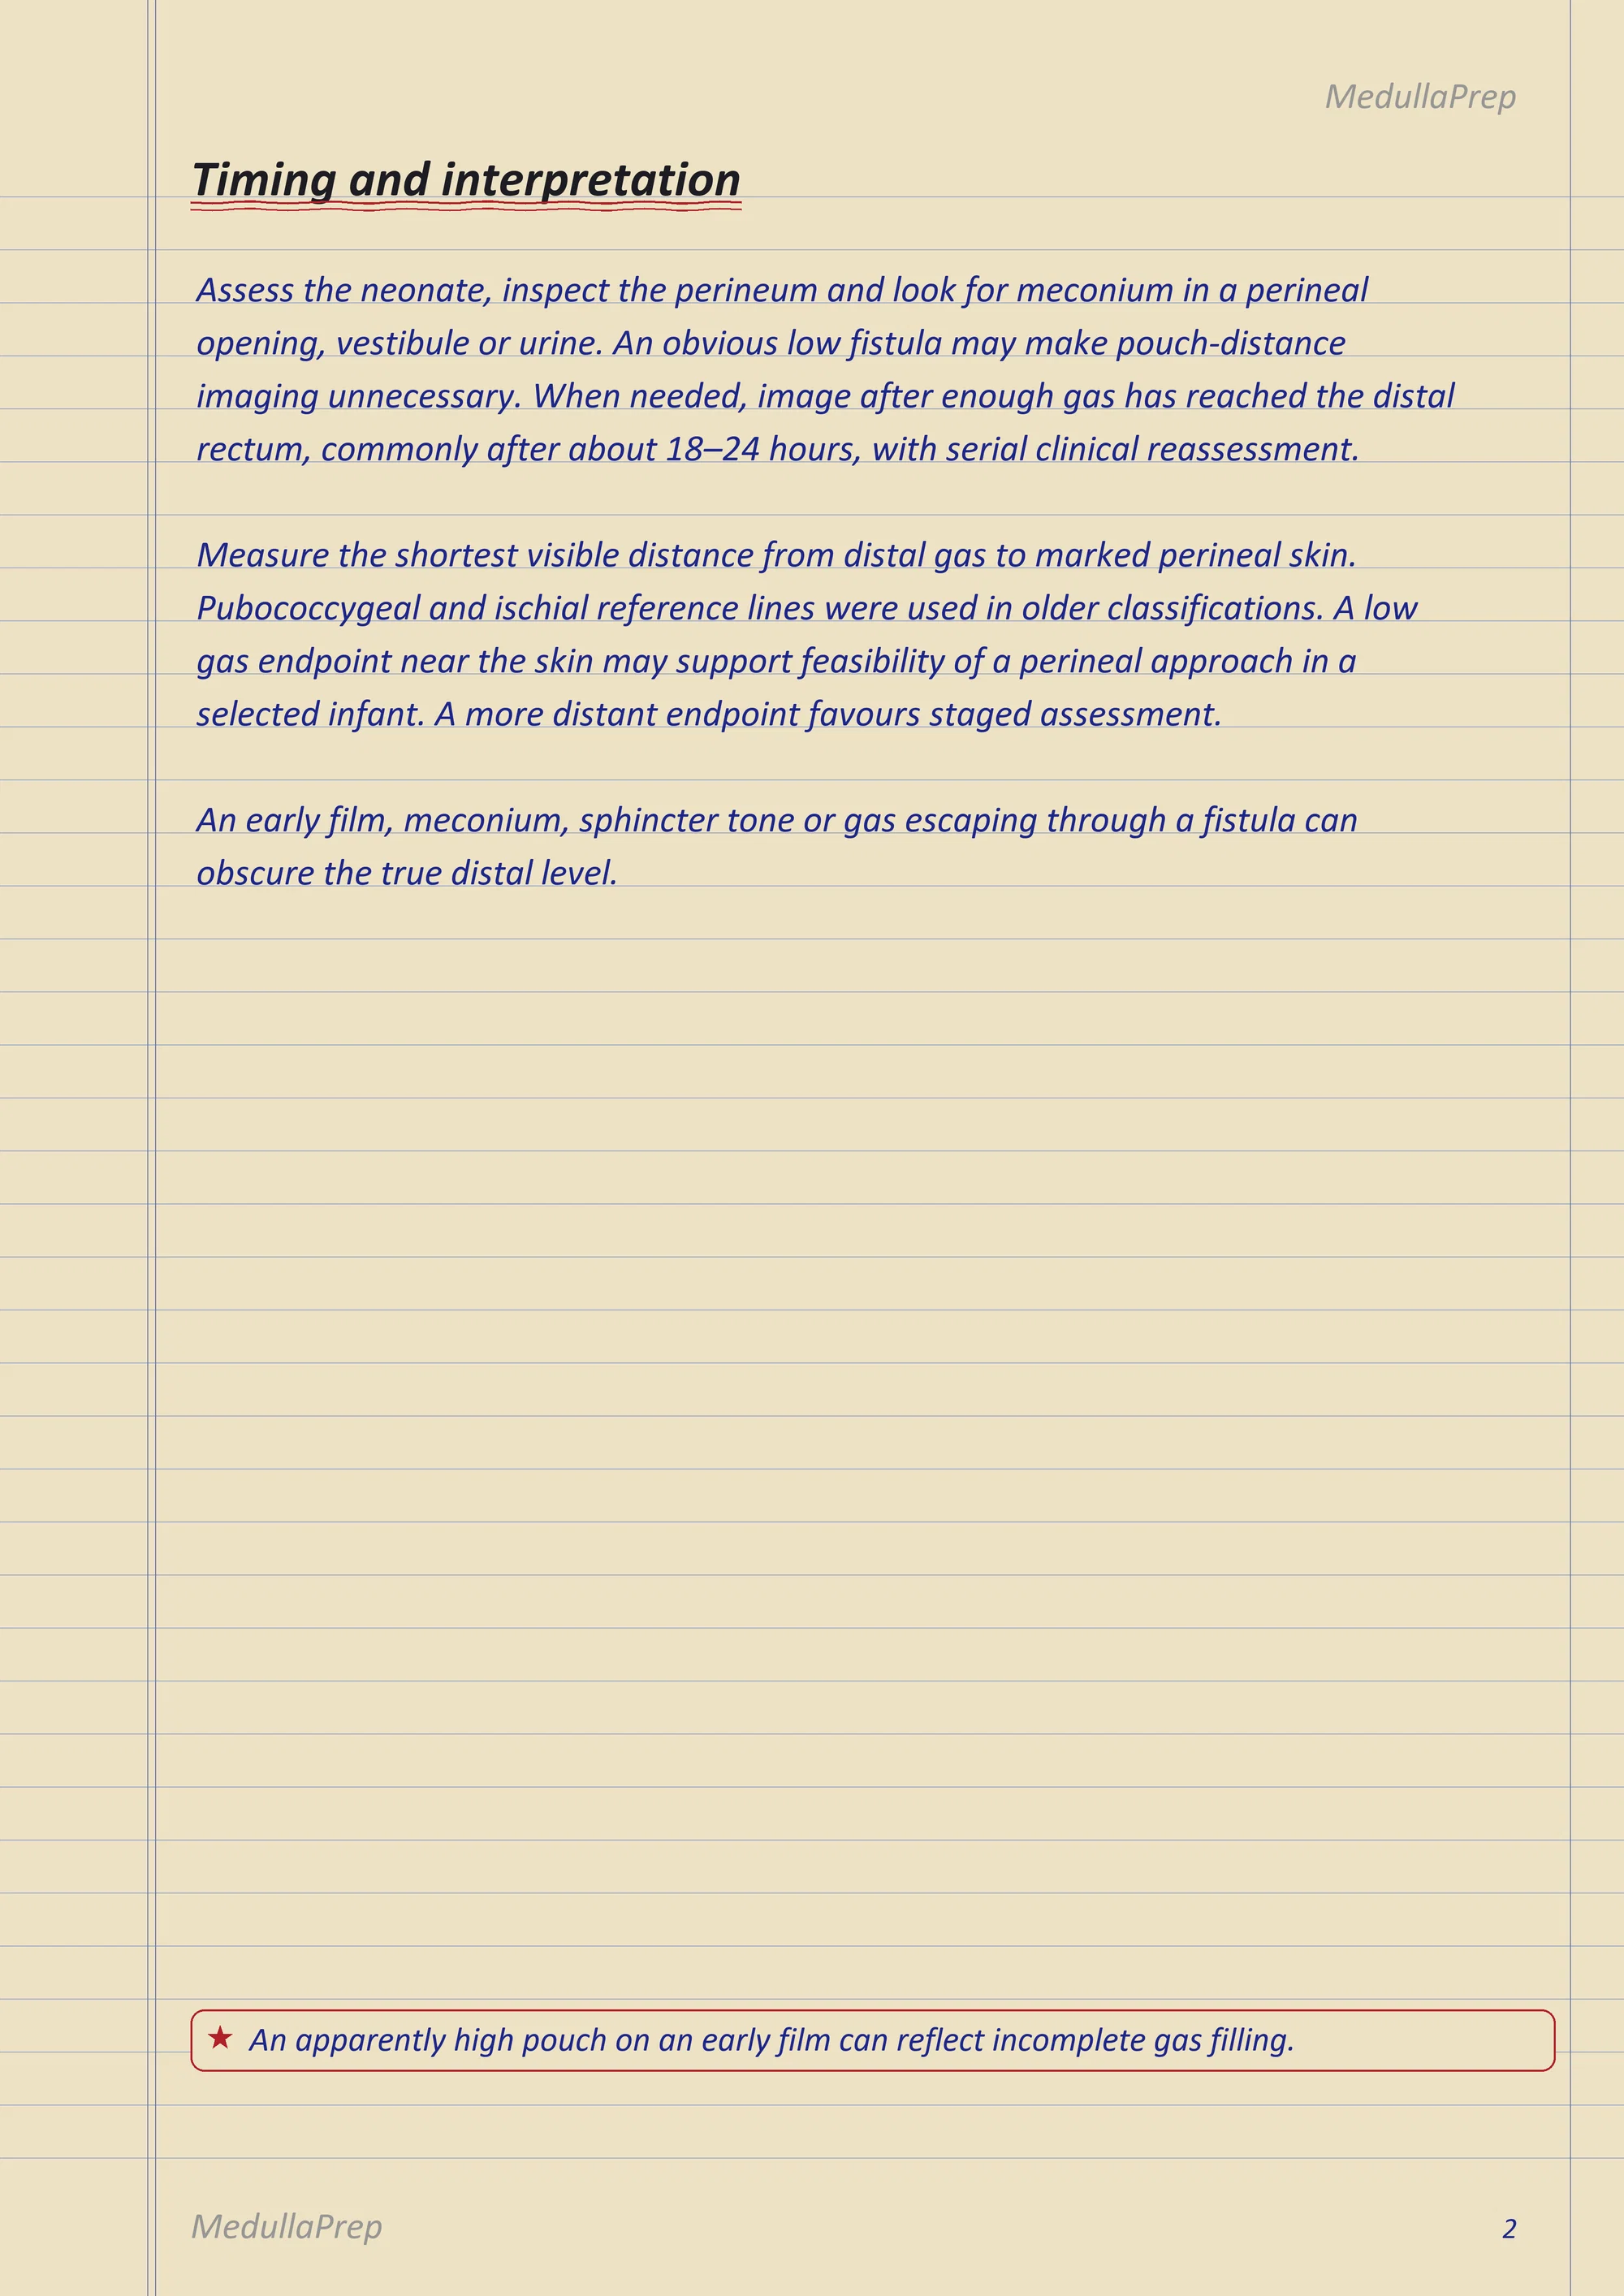 MedullaPrep
Timing and interpretation
Assess the neonate, inspect the perineum and look for meconium in a perineal
opening, vestibule or urine. An obvious low fistula may make pouch-distance
imaging unnecessary. When needed, image after enough gas has reached the distal
rectum, commonly after about 18–24 hours, with serial clinical reassessment.
Measure the shortest visible distance from distal gas to marked perineal skin.
Pubococcygeal and ischial reference lines were used in older classifications. A low
gas endpoint near the skin may support feasibility of a perineal approach in a
selected infant. A more distant endpoint favours staged assessment.
An early film, meconium, sphincter tone or gas escaping through a fistula can
obscure the true distal level.
★ An apparently high pouch on an early film can reflect incomplete gas filling.
MedullaPrep
2